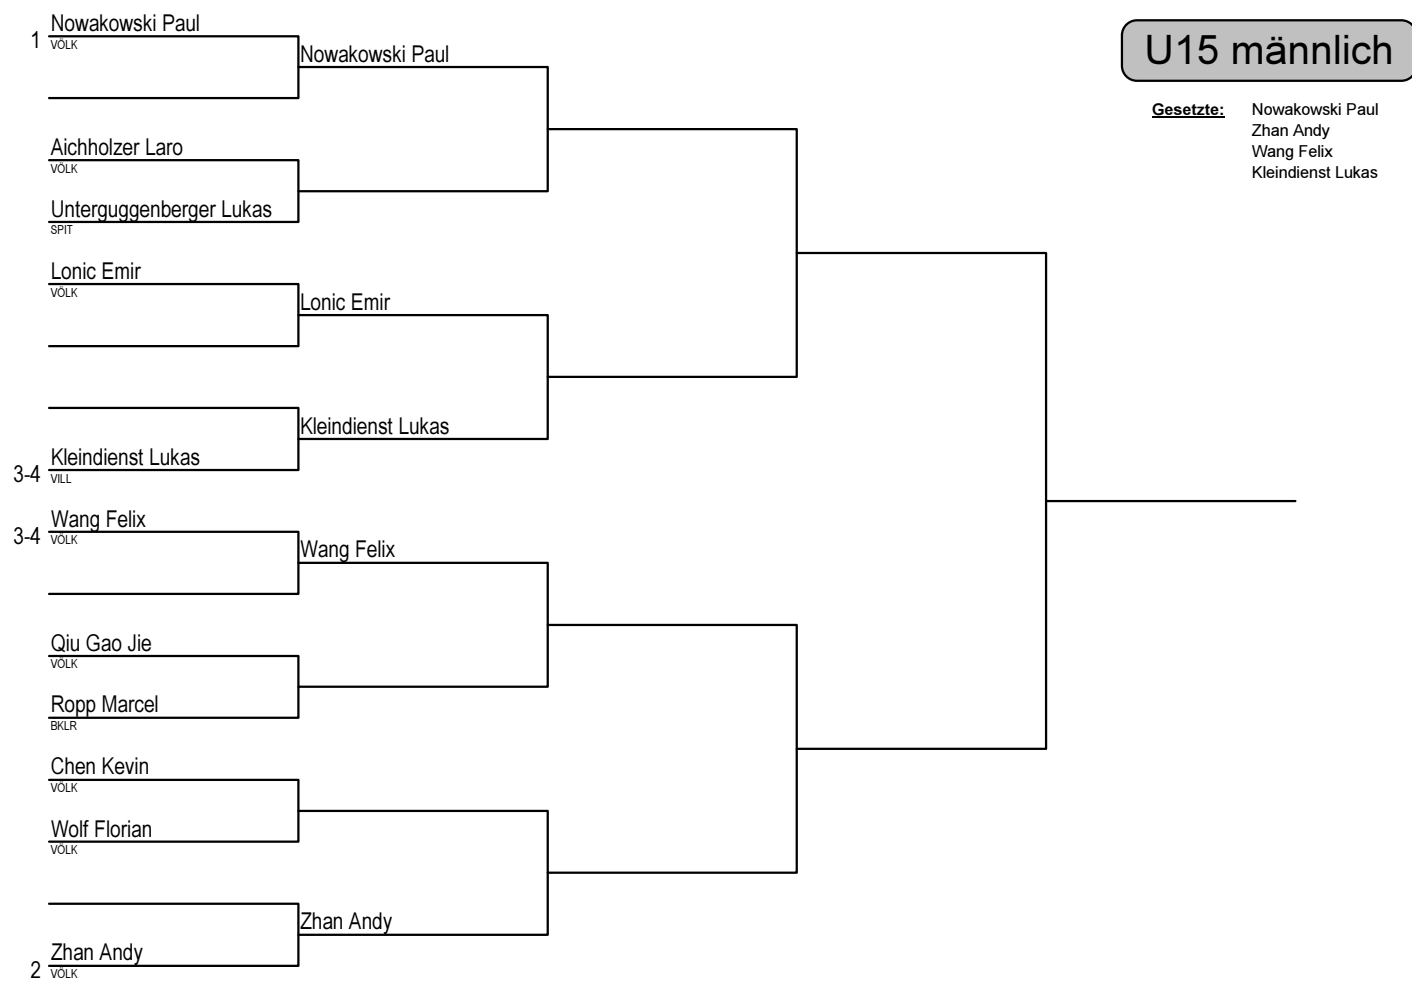 U15 männlich
Gesetzte: Nowakowski Paul
Zhan Andy
Wang Felix
Kleindienst Lukas
Nowakowski Paul
1 VÖLK
Nowakowski Paul
Aichholzer Laro
VÖLK
Unterguggenberger Lukas
SPIT
Lonic Emir
VÖLK
Lonic Emir
Kleindienst Lukas
Kleindienst Lukas
3-4 VILL
Wang Felix
3-4 VÖLK
Wang Felix
Qiu Gao Jie
VÖLK
Ropp Marcel
BKLR
Chen Kevin
VÖLK
Wolf Florian
VÖLK
Zhan Andy
Zhan Andy
2 VÖLK